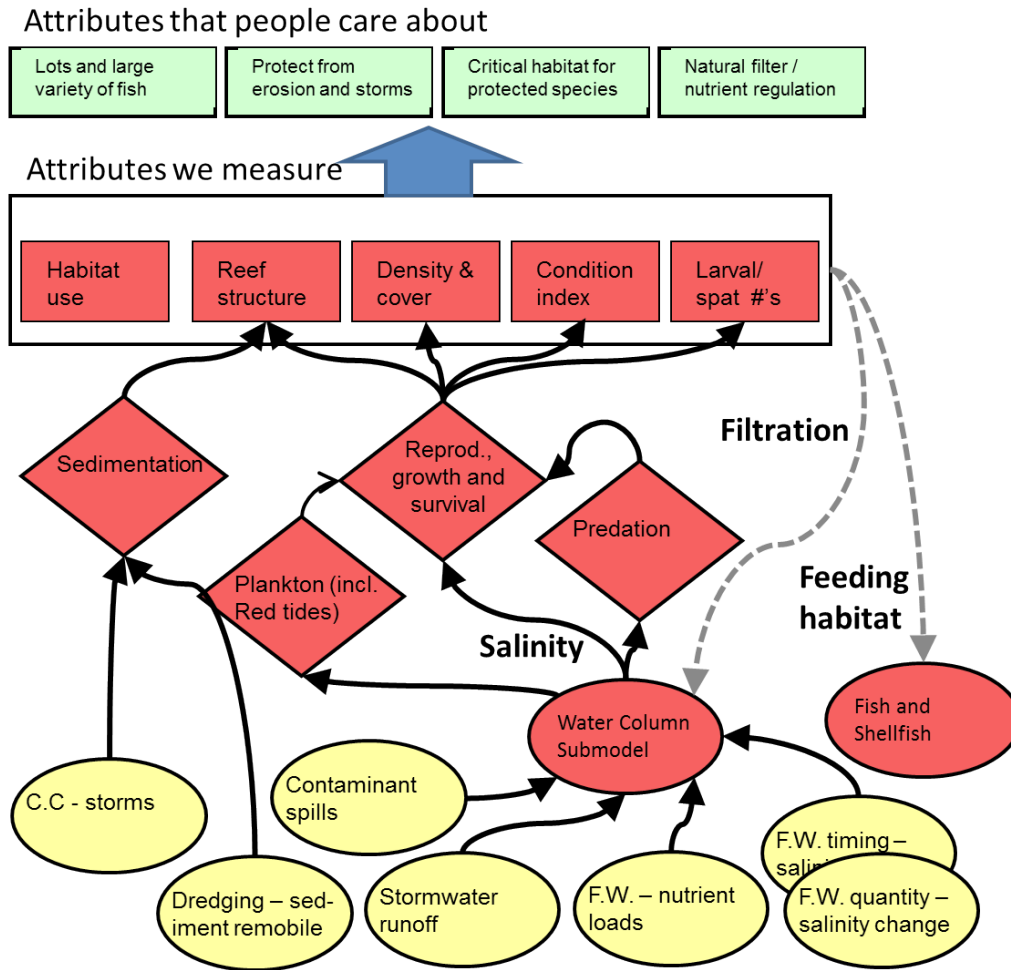 Attributes that people care about
Lots and large
variety of fish
Protect from
erosion and storms
Critical habitat for
protected species
Natural filter /
nutrient regulation
Attributes we measure
Habitat
use
Reef
structure
Density &
cover
Condition
index
Larval/
spat #'s
Filtration
Sedimentation
Reprod.,
growth and
survival
Predation
Plankton (incl.
Red tides)
Feeding
habitat
Salinity
Water Column
Submodel
Fish and
Shellfish
C.C - storms
Contaminant
spills
Dredging – sed-
iment remobile
Stormwater
runoff
F.W. – nutrient
loads
F.W. timing –
F.W. quantity –
salinity change